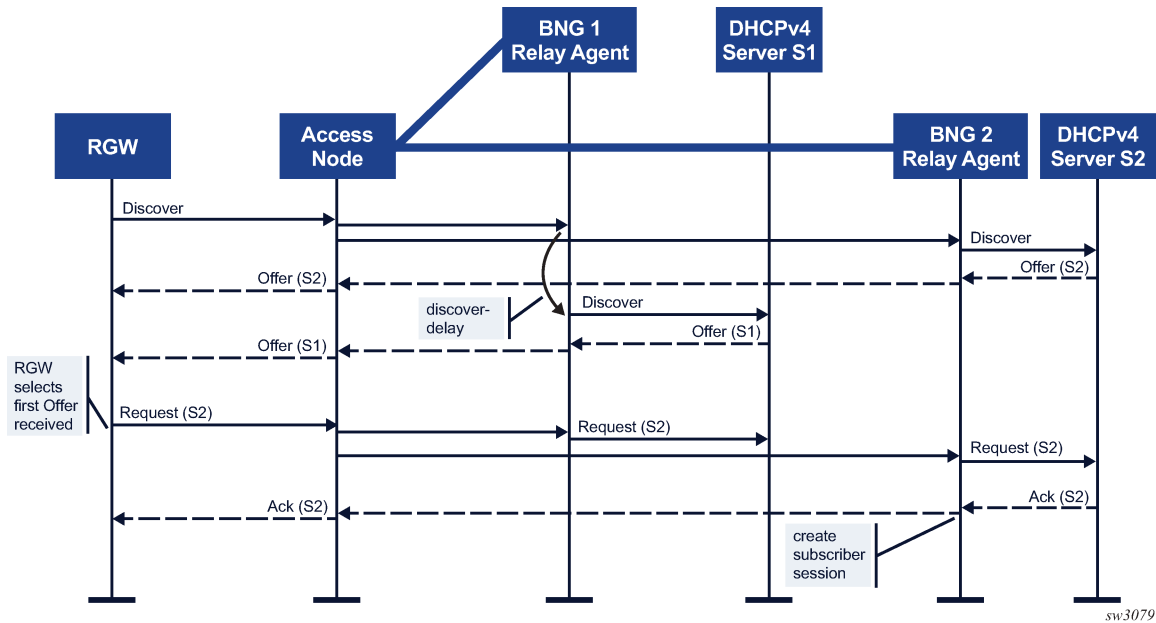 BNG 1
Relay Agent
DHCPv4
Server S1
RGW
Access
Node
BNG 2
Relay Agent
DHCPv4
Server S2
Discover
Discover
Offer (S2)
Offer (S2)
discover-
delay
Discover
Offer (S1)
Offer (S1)
RGW
selects
first Offer
received
Request (S2)
Request (S2)
Request (S2)
Ack (S2)
Ack (S2)
create
subscriber
session
sw3079